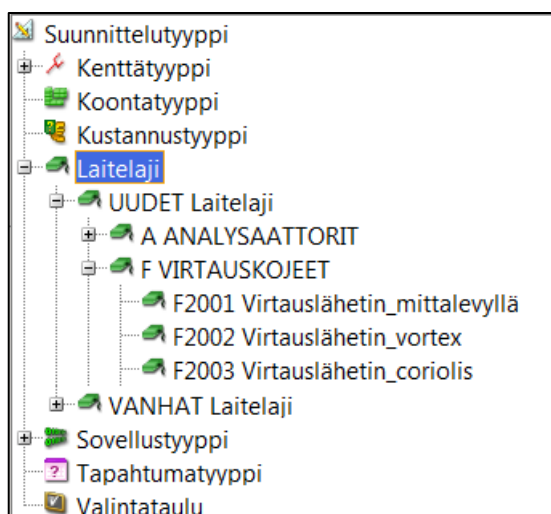 Suunnittelutyyppi
Kenttätyyppi
Koontatyyppi
Kustannustyyppi
Laitelaji
UUDET Laitelaji
A ANALYSAATTORIT
F VIRTAUSKOJEET
F2001 Virtauslähetin_mittalevyllä
F2002 Virtauslähetin_vortex
F2003 Virtauslähetin_coriolis
VANHAT Laitelaji
Sovellustyyppi
Tapahtumatyyppi
Valintataulu